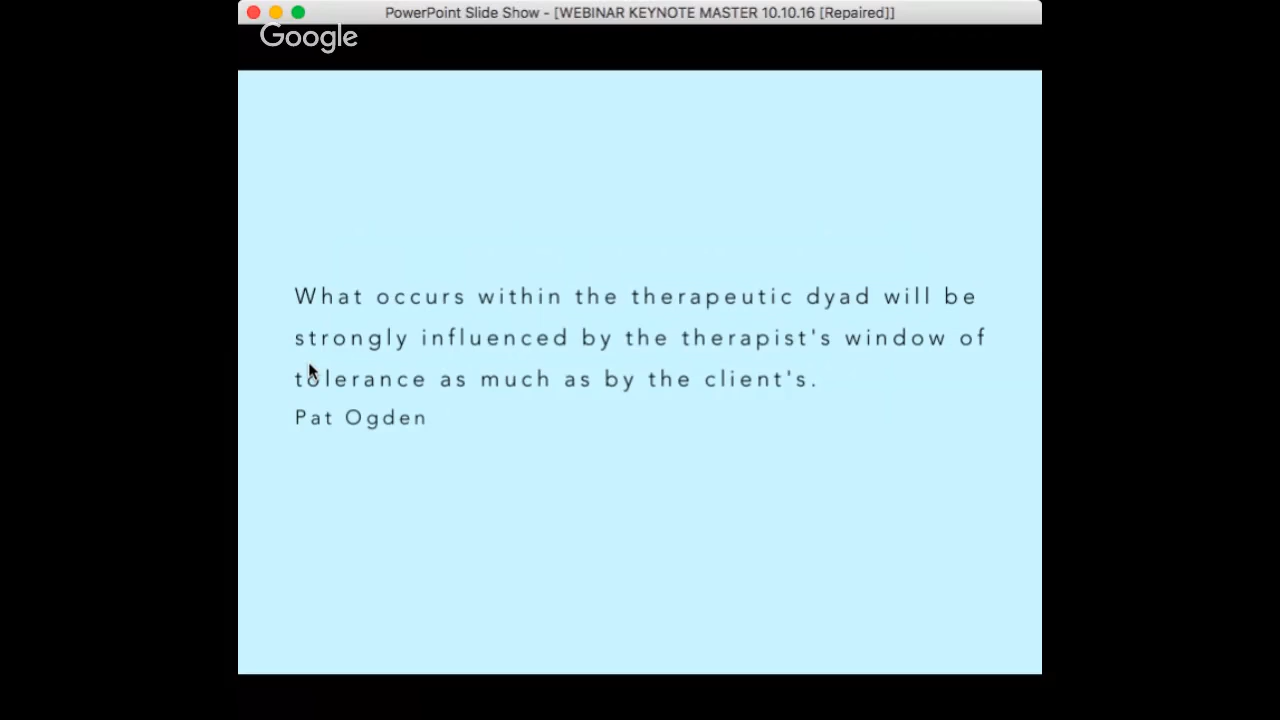 PowerPoint Slide Show - [WEBINAR KEYNOTE MASTER 10.10.16 [Repaired]]
Google
What occurs within the therapeutic dyad will be
strongly influenced by the therapist's window of
tolerance as much as by the client's.
Pat Ogden